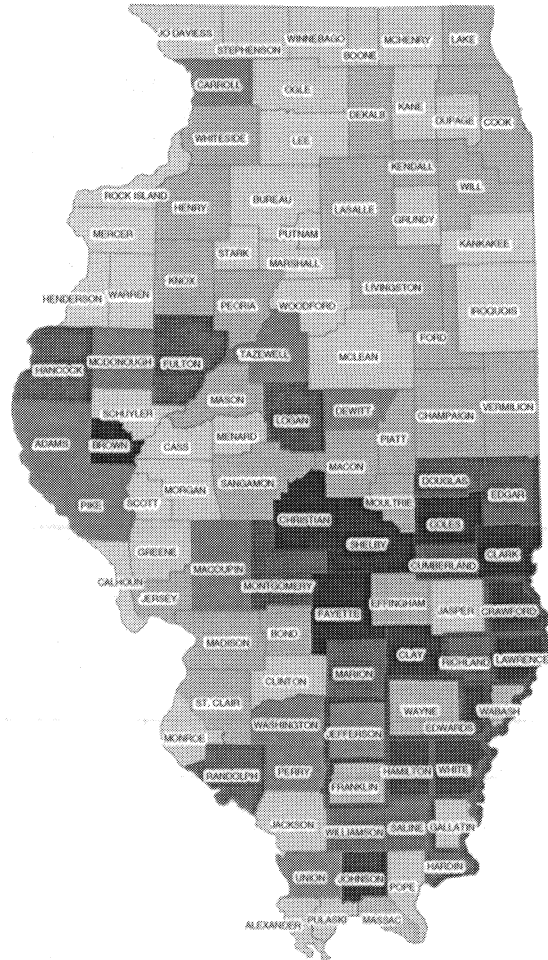 JO DAVIESS
STEPHENSON
WINNEBAGO
BOONE
MCHENRY
LAKE
CARROLL
OGLE
DEKALB
KANE
DUPAGE
COOK
WHITESIDE
LEE
KENDALL
WILL
ROCK ISLAND
HENRY
BUREAU
LASALLE
GRUNDY
MERCER
PUTNAM
KANKAKEE
STARK
MARSHALL
HENDERSON
WARREN
KNOX
PEORIA
WOODFORD
LIVINGSTON
IROQUOIS
FORD
HANCOCK
MCDONOUGH
FULTON
TAZEWELL
MCLEAN
SCHUYLER
MASON
LOGAN
DEWITT
CHAMPAIGN
VERMILION
ADAMS
BROWN
CASS
MENARD
PIATT
MACON
PIKE
SCOTT
MORGAN
SANGAMON
CHRISTIAN
MOULTRIE
DOUGLAS
EDGAR
COLES
SHELBY
CLARK
CUMBERLAND
GREENE
CALHOUN
JERSEY
MACOUPIN
MONTGOMERY
FAYETTE
EFFINGHAM
JASPER
CRAWFORD
MADISON
BOND
CLAY
RICHLAND
LAWRENCE
CLINTON
MARION
ST. CLAIR
WAYNE
WABASH
EDWARDS
WASHINGTON
JEFFERSON
MONROE
RANDOLPH
PERRY
HAMILTON
WHITE
FRANKLIN
JACKSON
WILLIAMSON
SALINE
GALLATIN
UNION
JOHNSON
POPE
HARDIN
ALEXANDER
PULASKI
MASSAC